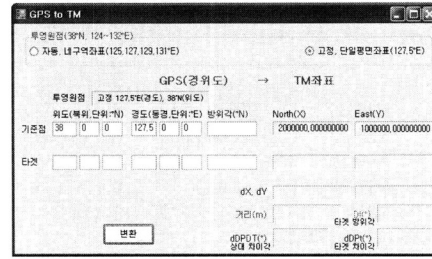 GPS to TM
투영원점(38°N, 124~132°E)
자동, 네구역좌표(125,127,129,131°E) 고정, 단일평면좌표(127.5°E)
GPS(경위도) → TM좌표
투영원점 고정 127.5°E(경도), 38°N(위도)
위도(북위,단위:°N) 경도(동경,단위:°E) 방위각(°N) North(X) East(Y)
기준점 38 0 0 127.5 0 0 2000000,000000000 1000000,000000000
타겟
dX, dY
거리(m) 타겟 방위각
변환
dDPDT(°) dDPt(°)
상대 차이각 타겟 차이각